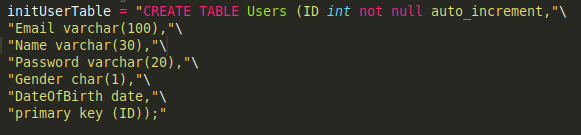 initUserTable = "CREATE TABLE Users (ID int not null auto_increment,"\
"Email varchar(100),"\
"Name varchar(30),"\
"Password varchar(20),"\
"Gender char(1),"\
"DateOfBirth date,"\
"primary key (ID));"